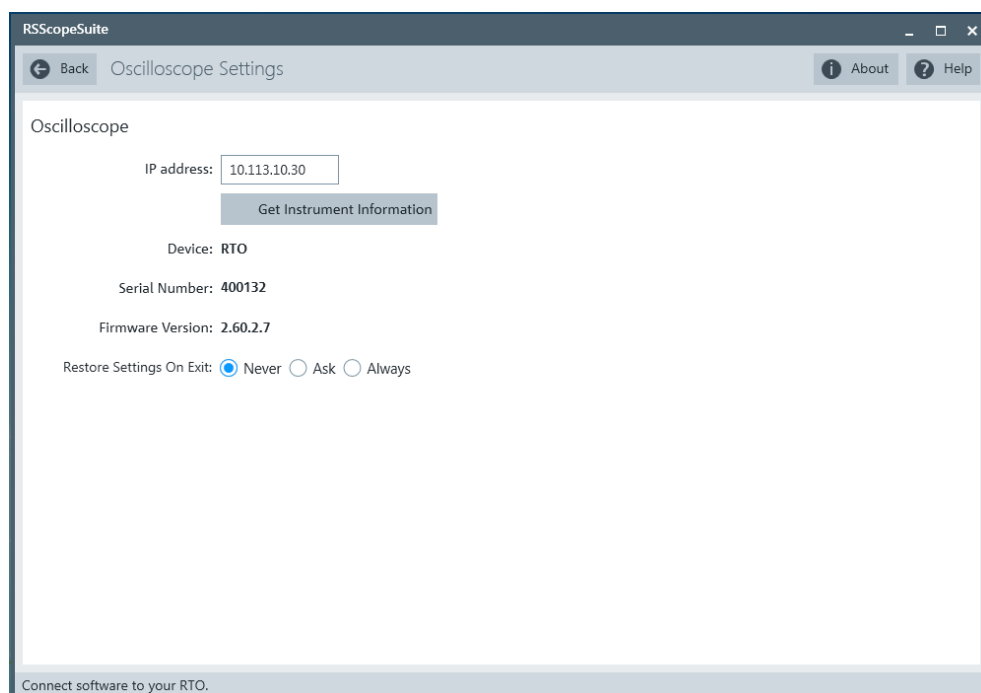 RSScopeSuite
Back Oscilloscope Settings About Help
Oscilloscope
IP address: 10.113.10.30
Get Instrument Information
Device: RTO
Serial Number: 400132
Firmware Version: 2.60.2.7
Restore Settings On Exit: Never Ask Always
Connect software to your RTO.